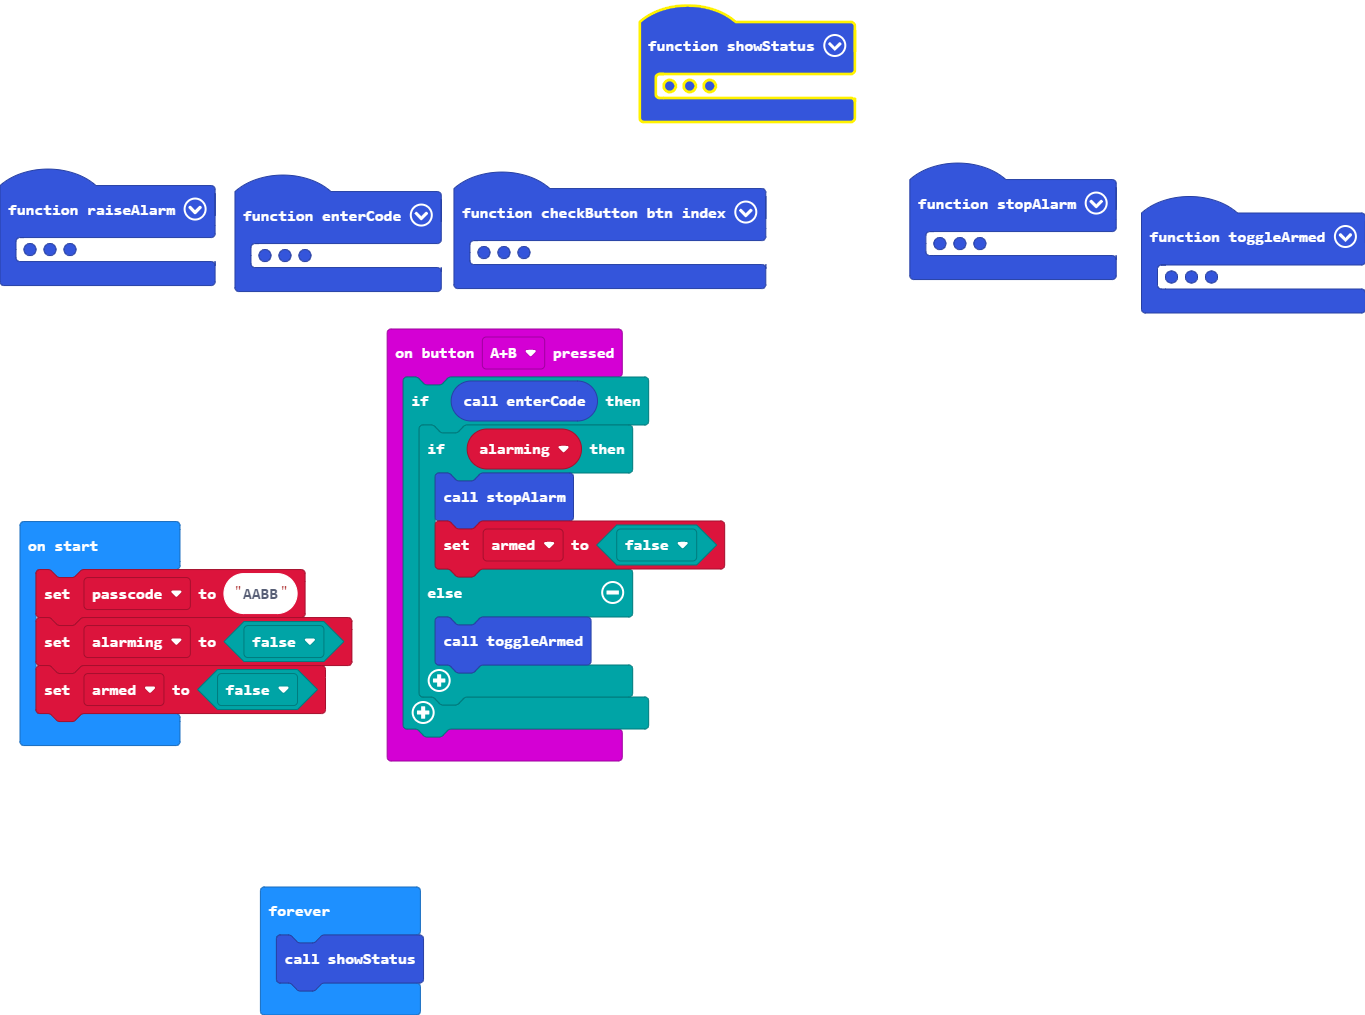 function showStatus
function raiseAlarm
function enterCode
function checkButton btn index
function stopAlarm
function toggleArmed
on button A+B pressed
if call enterCode then
if alarming then
call stopAlarm
set armed to false
else
call toggleArmed
on start
set passcode to "AABB"
set alarming to false
set armed to false
forever
call showStatus